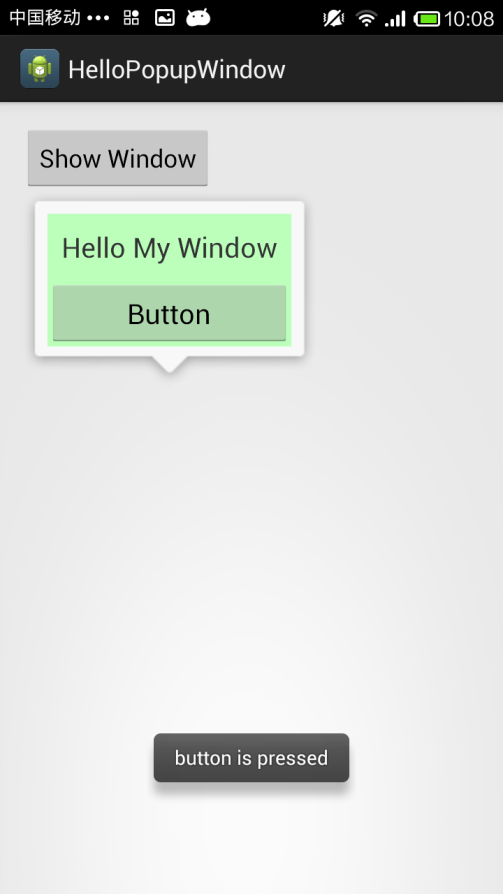 中国移动 ••• 10:08
HelloPopupWindow
Show Window
Hello My Window
Button
button is pressed